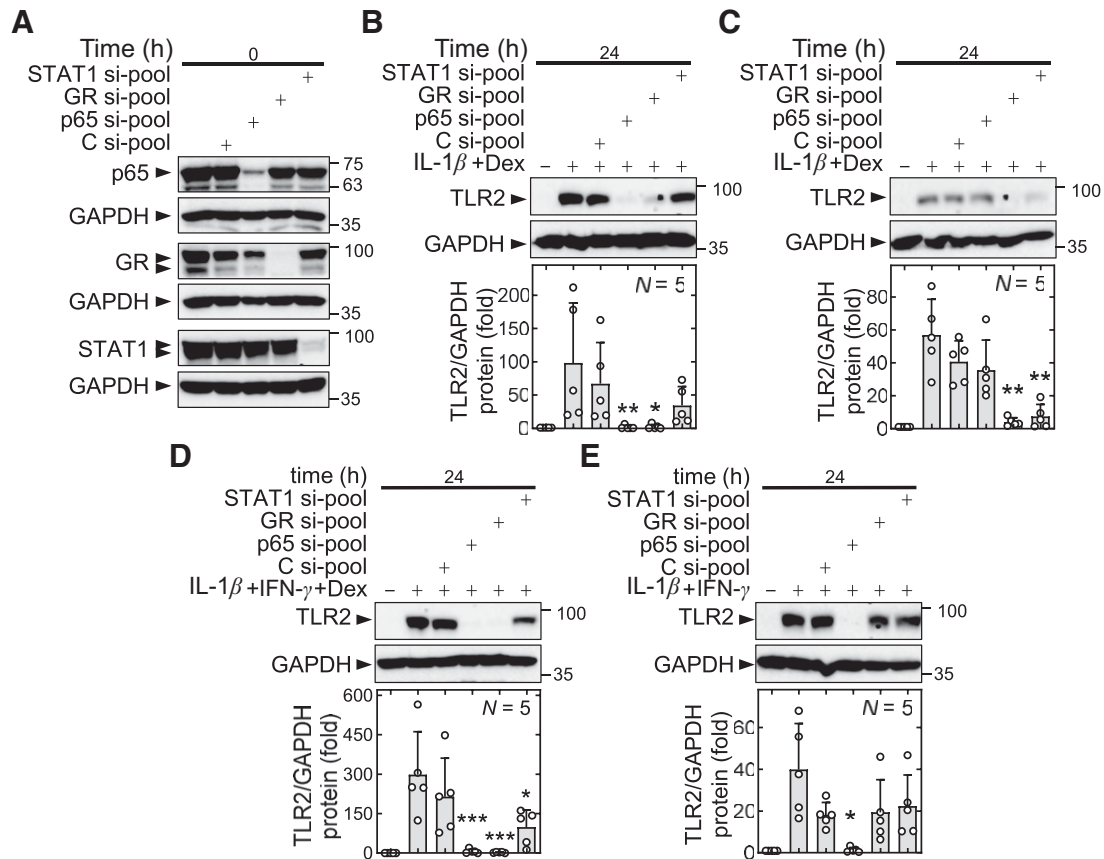 A
Time (h) 0
STAT1 si-pool +
GR si-pool +
p65 si-pool +
C si-pool +
p65 75
63
GAPDH 35
GR 100
GAPDH 35
STAT1 100
GAPDH 35
B
Time (h) 24
STAT1 si-pool +
GR si-pool +
p65 si-pool +
C si-pool +
IL-1β+Dex – + + + + +
TLR2 100
GAPDH 35
TLR2/GAPDH
protein (fold)
N = 5
200
150
100
50
0
** *
C
Time (h) 24
STAT1 si-pool +
GR si-pool +
p65 si-pool +
C si-pool +
IL-1β+Dex – + + + + +
TLR2 100
GAPDH 35
TLR2/GAPDH
protein (fold)
N = 5
80
60
40
20
0
** **
D
time (h) 24
STAT1 si-pool +
GR si-pool +
p65 si-pool +
C si-pool +
IL-1β+IFN-γ+Dex – + + + + +
TLR2 100
GAPDH 35
TLR2/GAPDH
protein (fold)
N = 5
600
450
300
150
0
*** *** *
E
time (h) 24
STAT1 si-pool +
GR si-pool +
p65 si-pool +
C si-pool +
IL-1β+IFN-γ – + + + + +
TLR2 100
GAPDH 35
TLR2/GAPDH
protein (fold)
N = 5
60
40
20
0
*